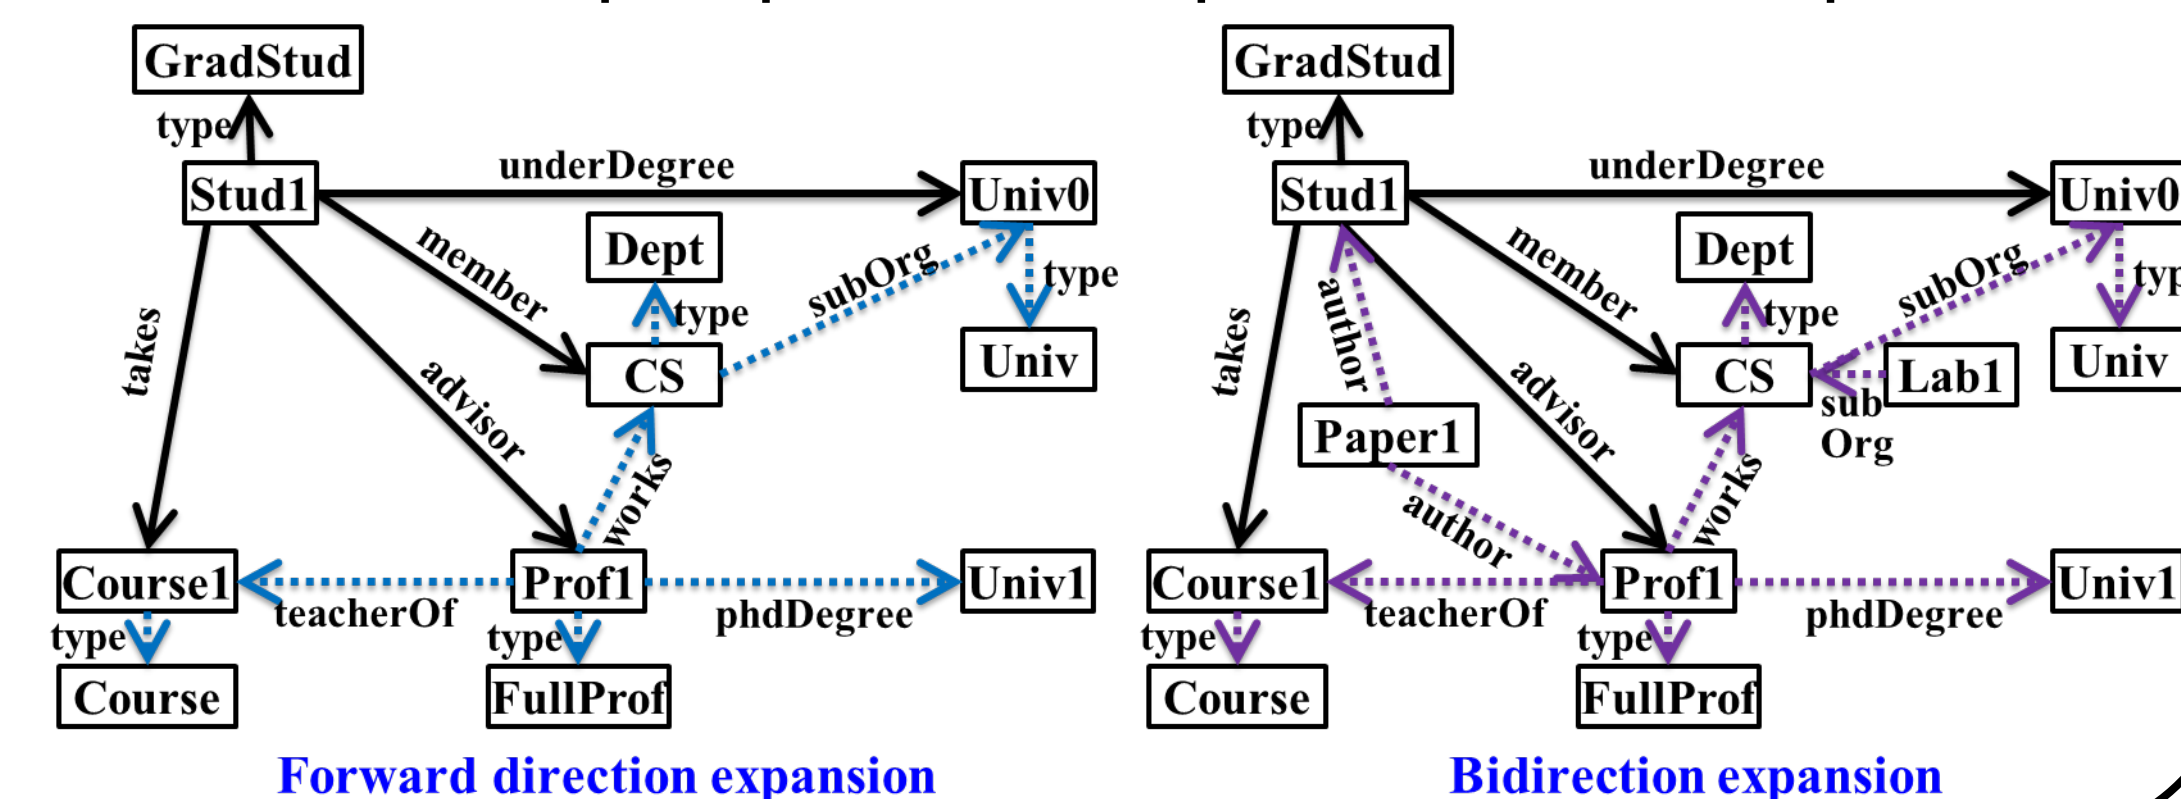 GradStud
type
Stud1
underDegree
Univ0
member
Dept
subOrg
type
type
takes
advisor
CS
Univ
works
Course1
teacherOf
Prof1
phdDegree
Univ1
type
type
Course
FullProf
Forward direction expansion
GradStud
type
Stud1
underDegree
Univ0
member
Dept
subOrg
typ
author
type
takes
advisor
CS
Lab1
Univ
sub
Org
Paper1
author
works
Course1
teacherOf
Prof1
phdDegree
Univ1
type
type
Course
FullProf
Bidirection expansion